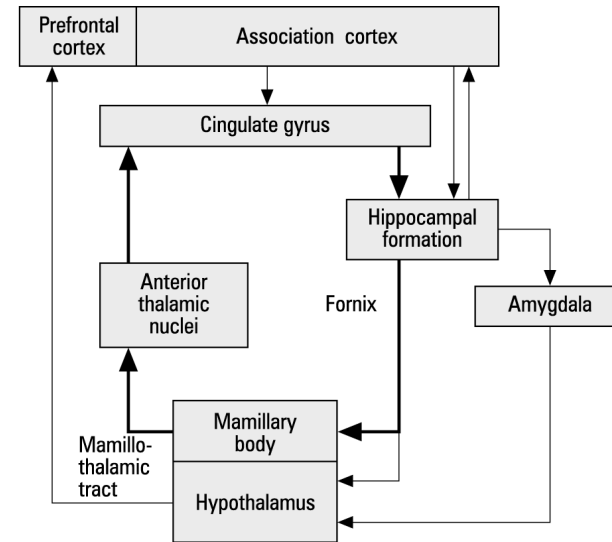 Prefrontal
cortex
Association cortex
Cingulate gyrus
Hippocampal
formation
Anterior
thalamic
nuclei
Fornix
Amygdala
Mamillary
body
Mamillo-
thalamic
tract
Hypothalamus